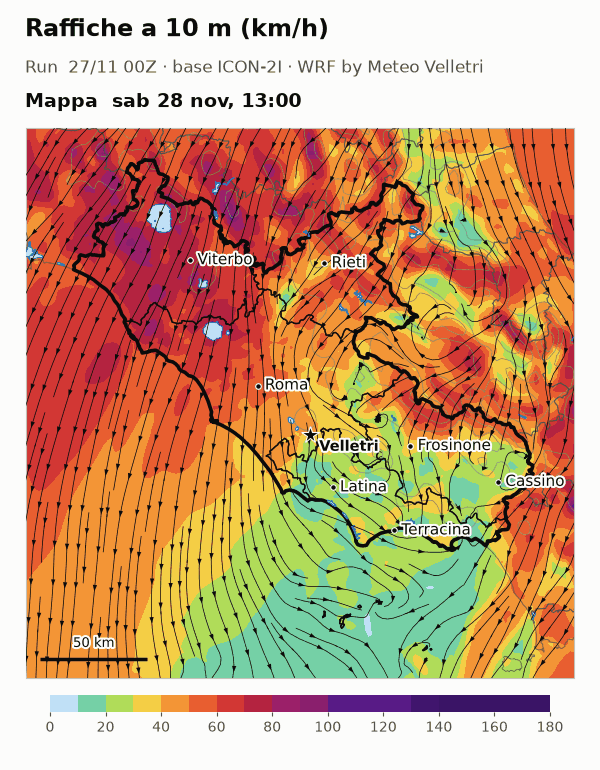 Raffiche a 10 m (km/h)
Run  27/11 00Z · base ICON-2I · WRF by Meteo Velletri
Mappa  sab 28 nov, 13:00
Viterbo
Rieti
Roma
Velletri
Frosinone
Latina
Cassino
Terracina
50 km
0 20 40 60 80 100 120 140 160 180